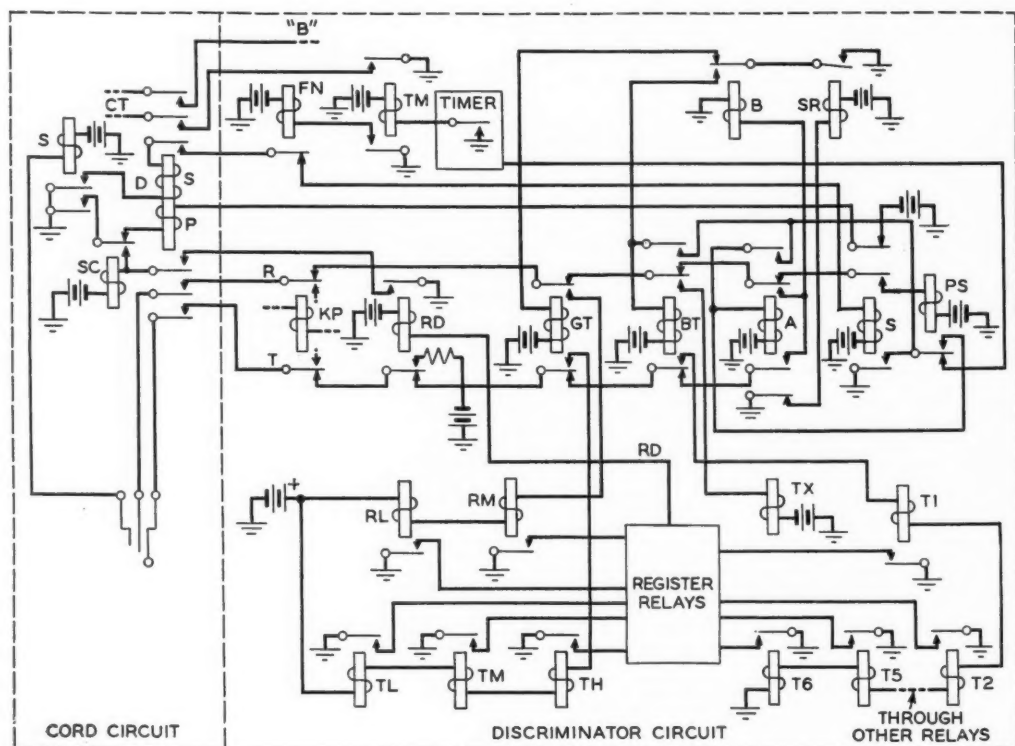 "B"
FN
TM
TIMER
B
SR
CT
S
D
S
P
SC
R
KP
RD
GT
BT
A
S
PS
T
RD
RL
RM
TX
T1
+
REGISTER
RELAYS
TL
TM
TH
T6
T5
T2
CORD CIRCUIT
DISCRIMINATOR CIRCUIT
THROUGH
OTHER RELAYS